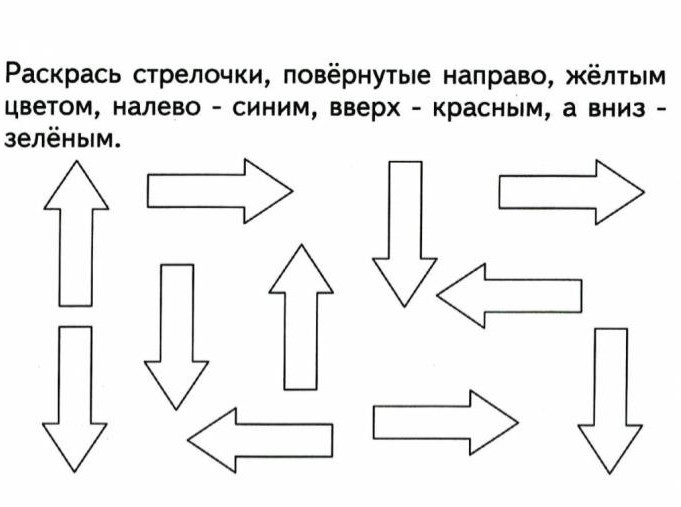 Раскрась стрелочки, повёрнутые направо, жёлтым
цветом, налево - синим, вверх - красным, а вниз -
зелёным.